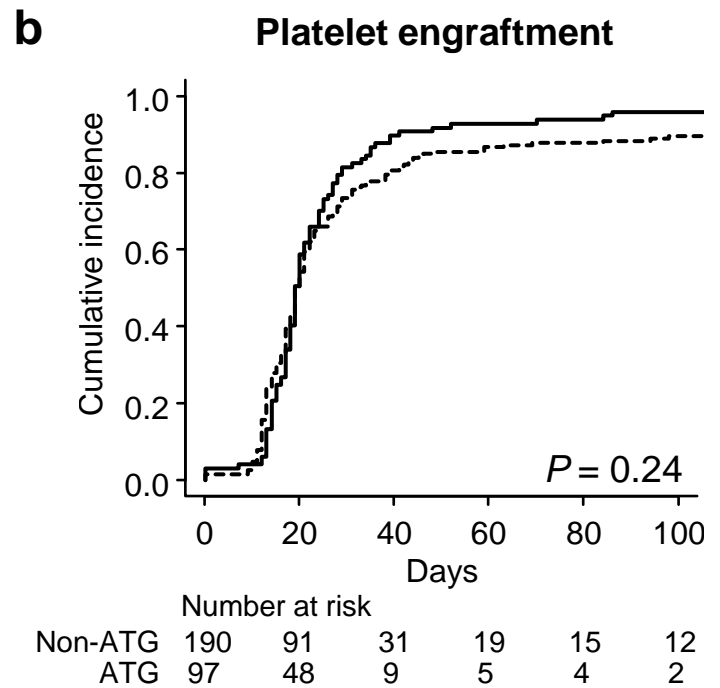 b
Platelet engraftment
Cumulative incidence
1.0
0.8
0.6
0.4
0.2
0.0
P = 0.24
0 20 40 60 80 100
Days
Number at risk
Non-ATG 190 91 31 19 15 12
ATG 97 48 9 5 4 2